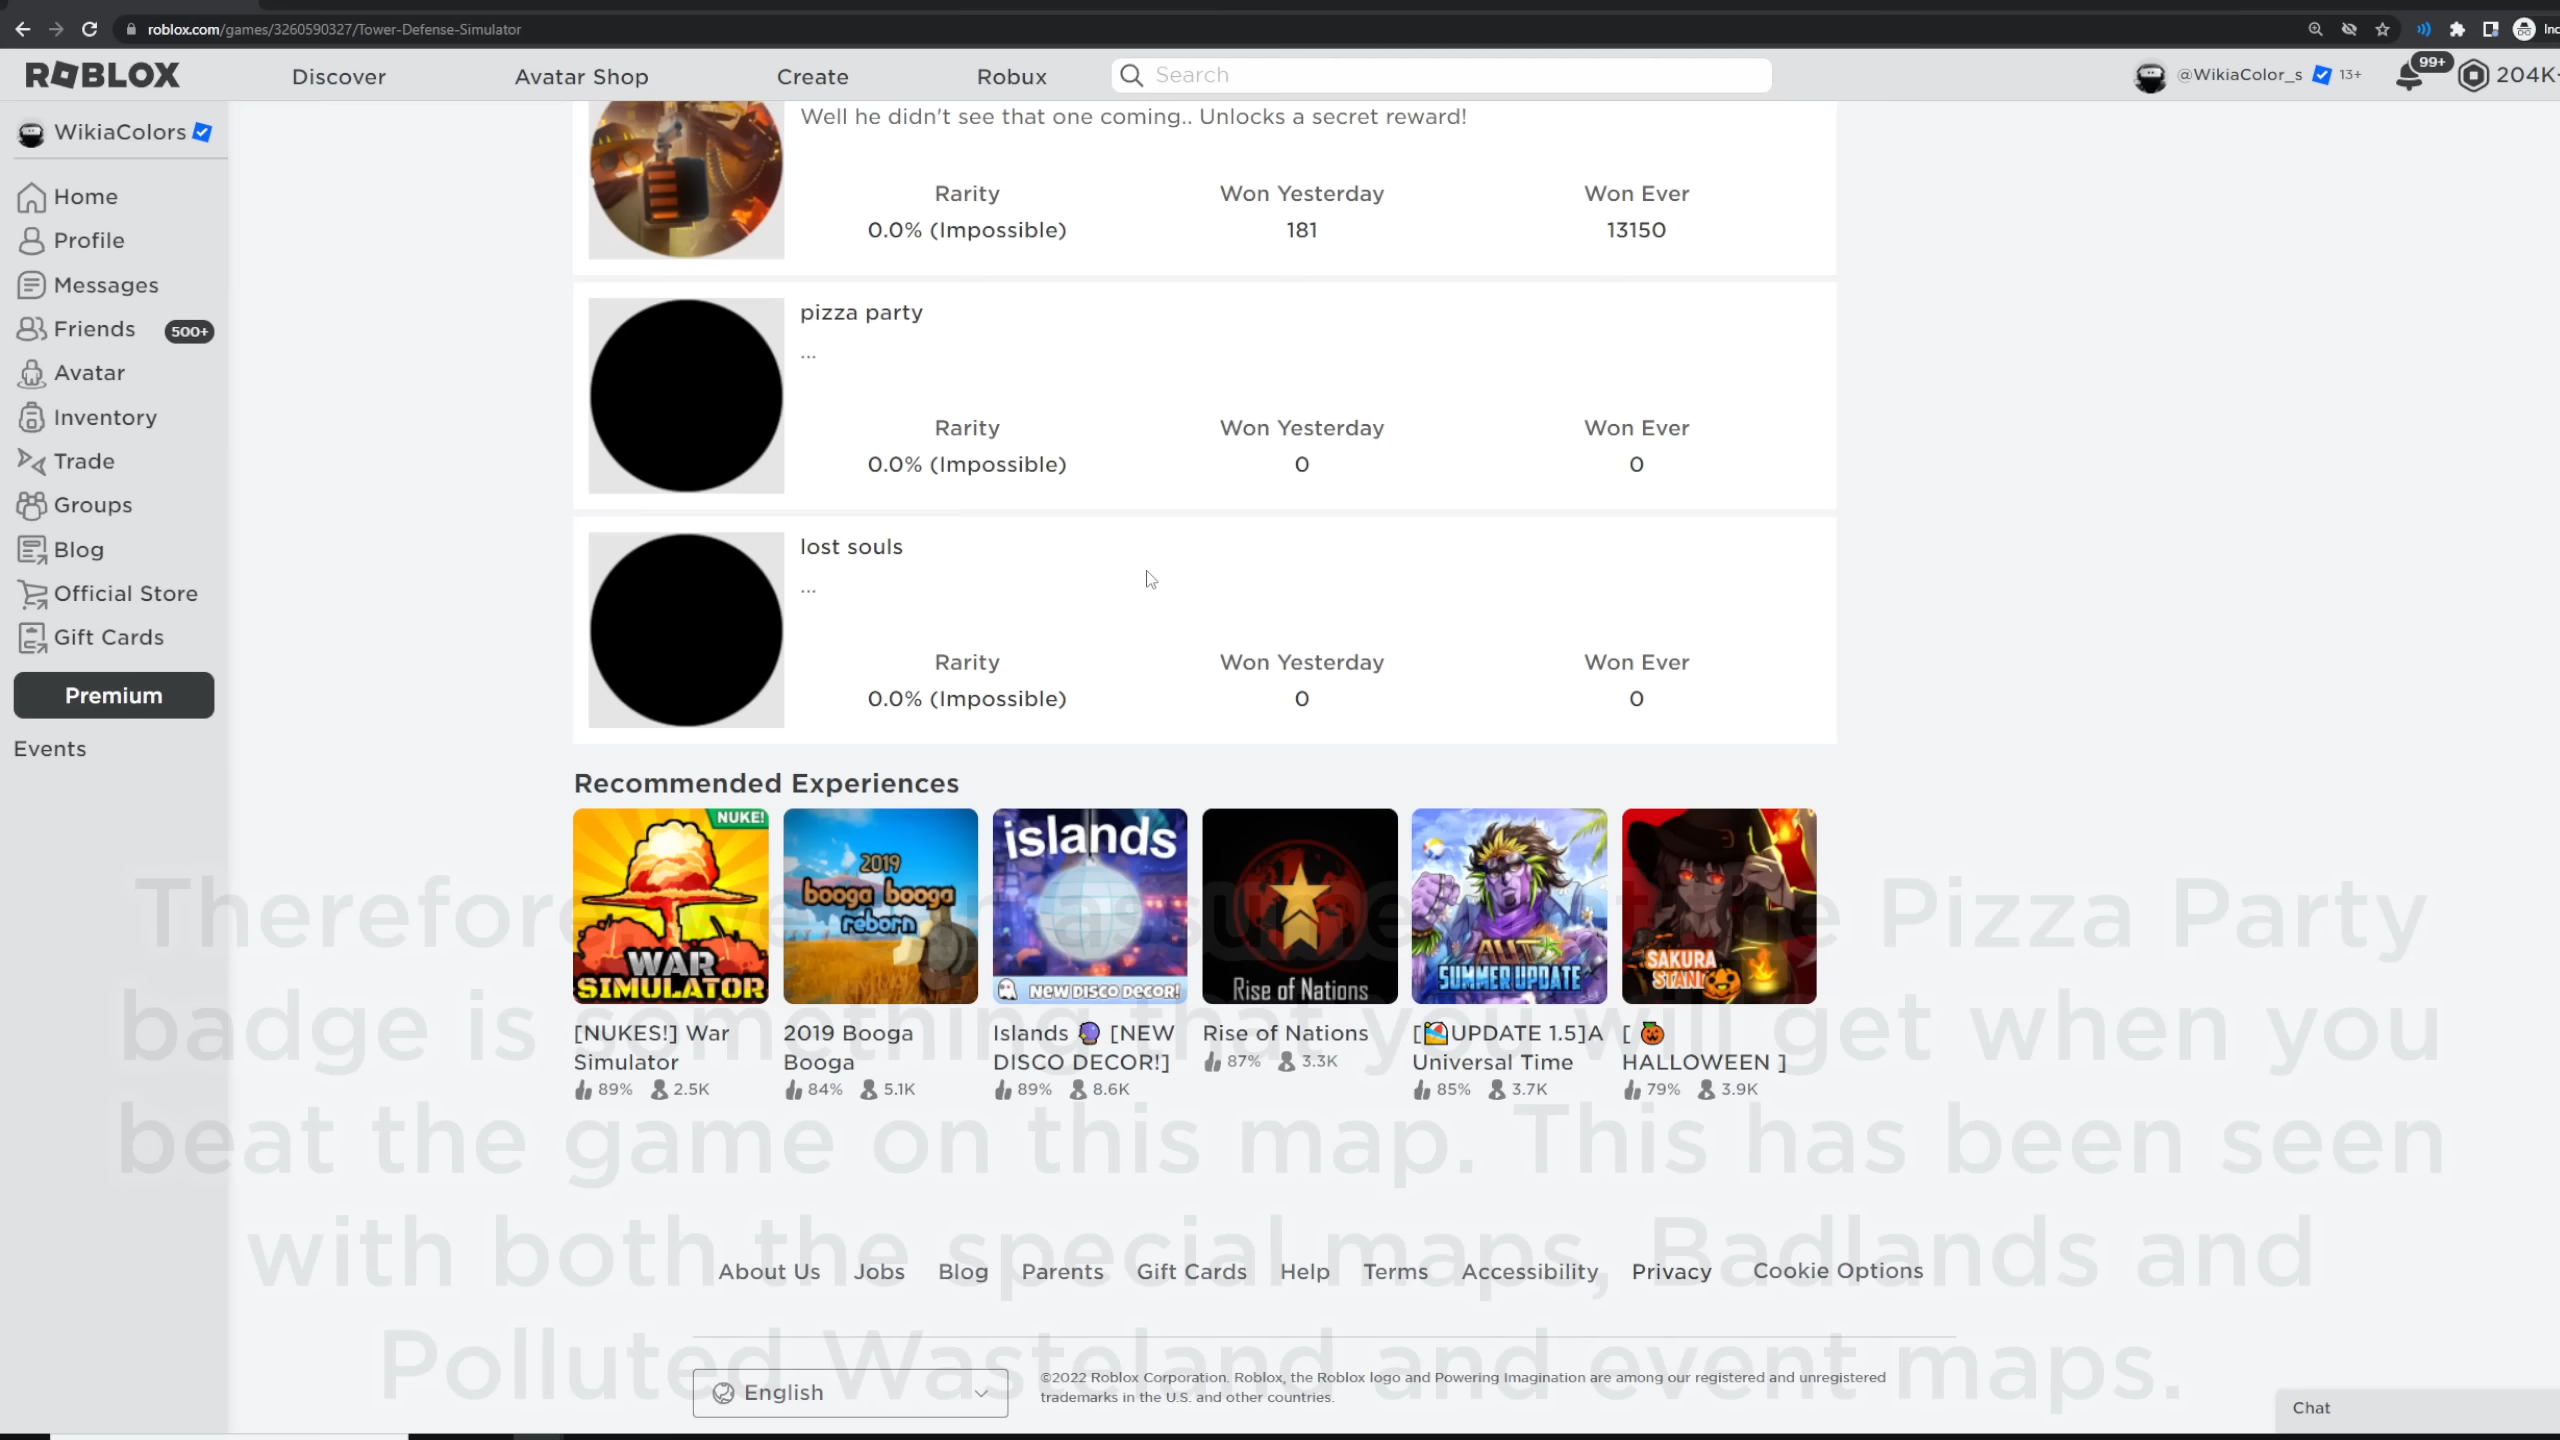 roblox.com/games/3260590327/Tower-Defense-Simulator
ROBLOX
Discover
Avatar Shop
Create
Robux
Search
@WikiaColor_s
13+
99+
204K+
WikiaColors
Home
Profile
Messages
Friends
500+
Avatar
Inventory
Trade
Groups
Blog
Official Store
Gift Cards
Premium
Events
Well he didn't see that one coming.. Unlocks a secret reward!
Rarity Won Yesterday Won Ever
0.0% (Impossible) 181 13150
pizza party
...
Rarity Won Yesterday Won Ever
0.0% (Impossible) 0 0
lost souls
...
Rarity Won Yesterday Won Ever
0.0% (Impossible) 0 0
Recommended Experiences
NUKE!
WAR
SIMULATOR
2019
booga booga
reborn
islands
NEW DISCO DECOR!
Rise of Nations
AUT
SUMMER UPDATE
SAKURA
STAND
[NUKES!] War
Simulator
89% 2.5K
2019 Booga
Booga
84% 5.1K
Islands 🔮 [NEW
DISCO DECOR!]
89% 8.6K
Rise of Nations
87% 3.3K
[🏖️UPDATE 1.5]A
Universal Time
85% 3.7K
[ 🎃
HALLOWEEN ]
79% 3.9K
Therefore we assume the Pizza Party
badge is something that you will get when you
beat the game on this map. This has been seen
with both the special maps, Badlands and
Polluted Wasteland and event maps.
About Us Jobs Blog Parents Gift Cards Help Terms Accessibility Privacy Cookie Options
English
©2022 Roblox Corporation. Roblox, the Roblox logo and Powering Imagination are among our registered and unregistered
trademarks in the U.S. and other countries.
Chat